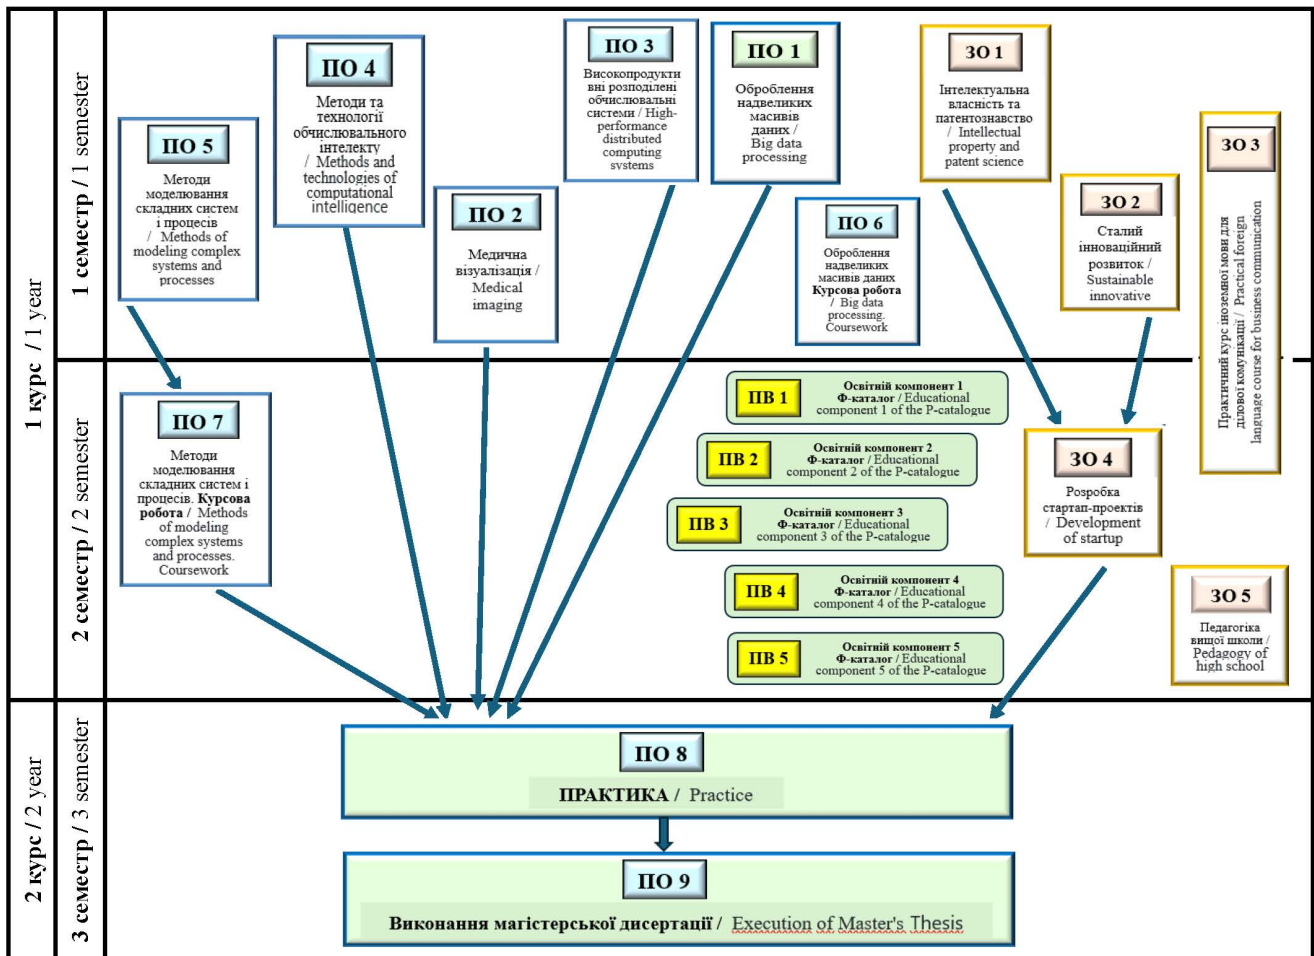 1 курс / 1 year
1 семестр / 1 semester
ПО 5
Методи
моделювання
складних систем
і процесів
/ Methods of
modeling complex
systems and
processes
ПО 4
Методи та
технології
обчислювального
інтелекту
/ Methods and
technologies of
computational
intelligence
ПО 2
Медична
візуалізація /
Medical
imaging
ПО 3
Високопродукти
вні розподілені
обчислювальні
системи / High-
performance
distributed
computing
systems
ПО 1
Оброблення
надвеликих
масивів
даних /
Big data
processing
ПО 6
Оброблення
надвеликих
масивів даних
Курсова робота
/ Big data
processing.
Coursework
ЗО 1
Інтелектуальна
власність та
патентознавство
/ Intellectual
property and
patent science
ЗО 2
Сталий
інноваційний
розвиток /
Sustainable
innovative
ЗО 3
Практичний курс іноземної мови для
ділової комунікації / Practical foreign
language course for business communication
2 семестр / 2 semester
ПО 7
Методи
моделювання
складних систем і
процесів. Курсова
робота / Methods
of modeling
complex systems
and processes.
Coursework
ПВ 1
Освітній компонент 1
Ф-каталог / Educational
component 1 of the P-catalogue
ПВ 2
Освітній компонент 2
Ф-каталог / Educational
component 2 of the P-catalogue
ПВ 3
Освітній компонент 3
Ф-каталог / Educational
component 3 of the P-catalogue
ПВ 4
Освітній компонент 4
Ф-каталог / Educational
component 4 of the P-catalogue
ПВ 5
Освітній компонент 5
Ф-каталог / Educational
component 5 of the P-catalogue
ЗО 4
Розробка
стартап-проектів
/ Development
of startup
ЗО 5
Педагогіка
вищої школи /
Pedagogy of
high school
2 курс / 2 year
3 семестр / 3 semester
ПО 8
ПРАКТИКА / Practice
ПО 9
Виконання магістерської дисертації / Execution of Master's Thesis